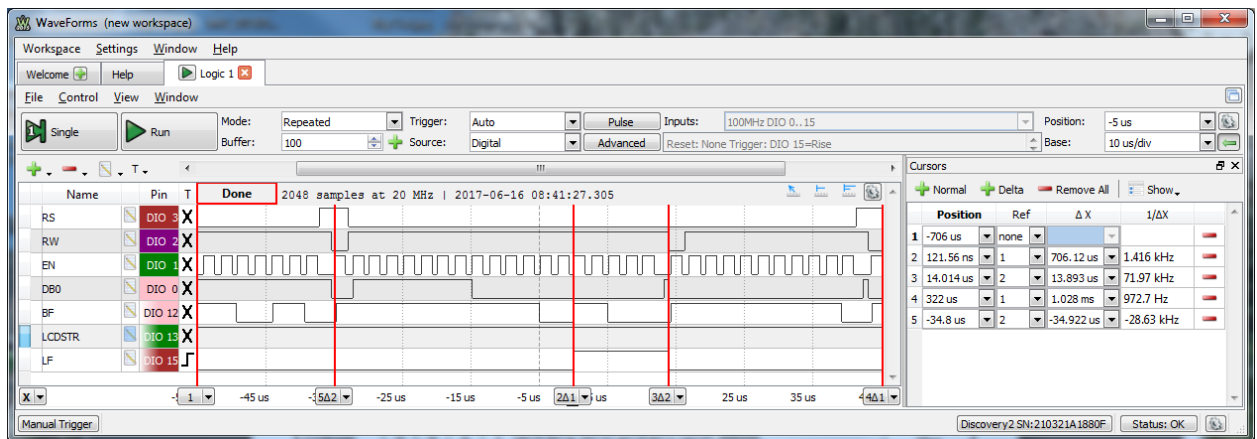 WaveForms (new workspace)
Workspace Settings Window Help
Welcome Help Logic 1
File Control View Window
Single Run Mode: Repeated Trigger: Auto Pulse Inputs: 100MHz DIO 0..15 Position: -5 us
Buffer: 100 Source: Digital Advanced Reset: None Trigger: DIO 15=Rise Base: 10 us/div
T Cursors
Name Pin T Done 2048 samples at 20 MHz | 2017-06-16 08:41:27.305 Normal Delta Remove All Show
Position Ref Δ X 1/ΔX
RS DIO 3 X
RW DIO 2 X
EN DIO 1 X
DB0 DIO 0 X
BF DIO 12 X
LCDSTR DIO 13 X
LF DIO 15
1 -706 us none
2 121.56 ns 1 706.12 us 1.416 kHz
3 14.014 us 2 13.893 us 71.97 kHz
4 322 us 1 1.028 ms 972.7 Hz
5 -34.8 us 2 -34.922 us -28.63 kHz
X 1 -45 us 5Δ2 -25 us -15 us -5 us 2Δ1 us 3Δ2 25 us 35 us 4Δ1
Manual Trigger Discovery2 SN:210321A1880F Status: OK